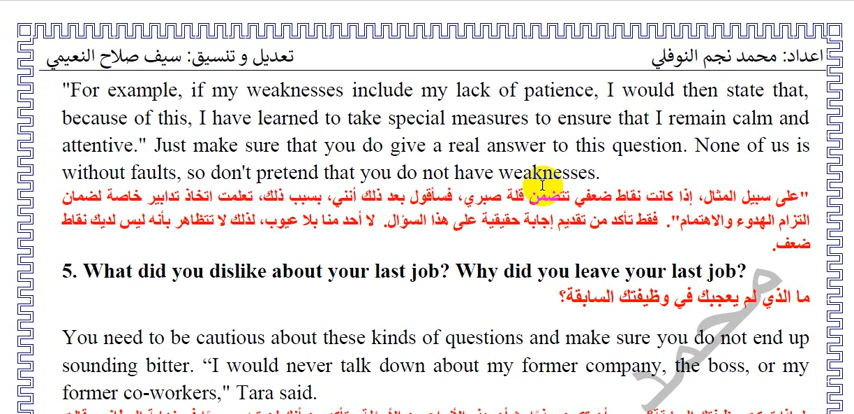 اعداد: محمد نجم النوفلي
تعديل و تنسيق: سيف صلاح النعيمي
"For example, if my weaknesses include my lack of patience, I would then state that,
because of this, I have learned to take special measures to ensure that I remain calm and
attentive." Just make sure that you do give a real answer to this question. None of us is
without faults, so don't pretend that you do not have weaknesses.
"على سبيل المثال، إذا كانت نقاط ضعفي تتضمن قلة صبري، فسأقول بعد ذلك أنني، بسبب ذلك، تعلمت اتخاذ تدابير خاصة لضمان
التزام الهدوء والاهتمام". فقط تأكد من تقديم إجابة حقيقية على هذا السؤال. لا أحد منا بلا عيوب، لذلك لا تتظاهر بأنه ليس لديك نقاط
ضعف.
5. What did you dislike about your last job? Why did you leave your last job?
ما الذي لم يعجبك في وظيفتك السابقة؟
You need to be cautious about these kinds of questions and make sure you do not end up
sounding bitter. “I would never talk down about my former company, the boss, or my
former co-workers," Tara said.
محمد